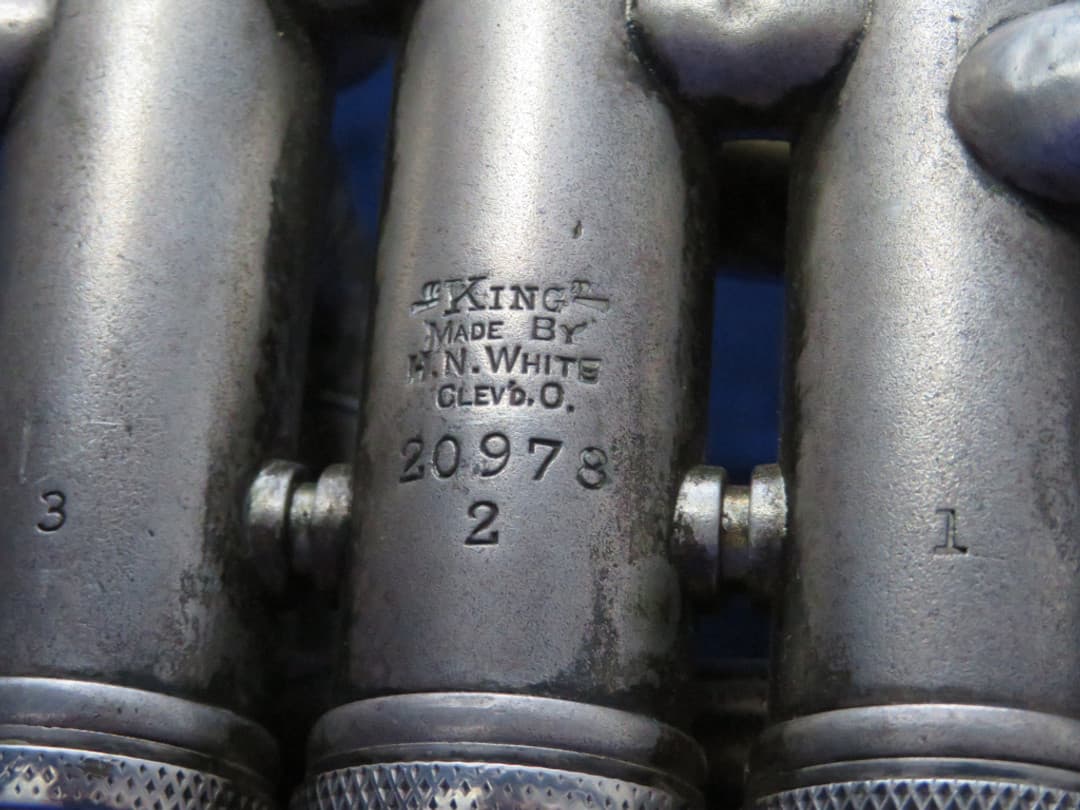 "KING"
MADE BY
H.N. WHITE
CLEV'D. O.
20978
3 2 1